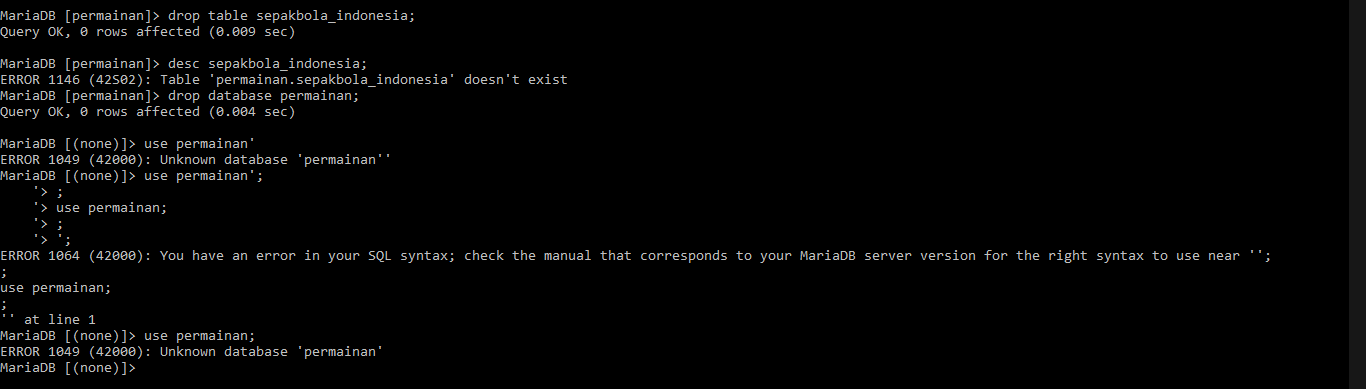 MariaDB [permainan]> drop table sepakbola_indonesia;
Query OK, 0 rows affected (0.009 sec)
MariaDB [permainan]> desc sepakbola_indonesia;
ERROR 1146 (42S02): Table 'permainan.sepakbola_indonesia' doesn't exist
MariaDB [permainan]> drop database permainan;
Query OK, 0 rows affected (0.004 sec)
MariaDB [(none)]> use permainan'
ERROR 1049 (42000): Unknown database 'permainan''
MariaDB [(none)]> use permainan';
'> ;
'> use permainan;
'> ;
'> ';
ERROR 1064 (42000): You have an error in your SQL syntax; check the manual that corresponds to your MariaDB server version for the right syntax to use near '';
;
use permainan;
;
'' at line 1
MariaDB [(none)]> use permainan;
ERROR 1049 (42000): Unknown database 'permainan'
MariaDB [(none)]>